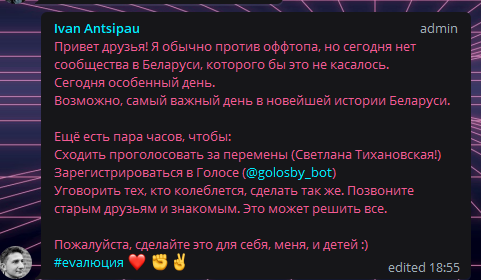 Ivan Antsipau admin
Привет друзья! Я обычно против оффтопа, но сегодня нет
сообщества в Беларуси, которого бы это не касалось.
Сегодня особенный день.
Возможно, самый важный день в новейшей истории Беларуси.
Ещё есть пара часов, чтобы:
Сходить проголосовать за перемены (Светлана Тихановская!)
Зарегистрироваться в Голосе (@golosby_bot)
Уговорить тех, кто колеблется, сделать так же. Позвоните
старым друзьям и знакомым. Это может решить все.
Пожалуйста, сделайте это для себя, меня, и детей :)
#evалюция ❤️ ✊ ✌️
edited 18:55